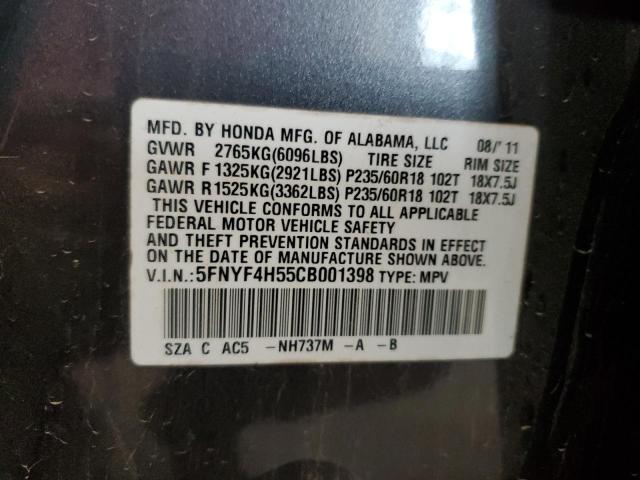 MFD. BY HONDA MFG. OF ALABAMA, LLC 08/'11
GVWR 2765KG(6096LBS) TIRE SIZE RIM SIZE
GAWR F 1325KG(2921LBS) P235/60R18 102T 18X7.5J
GAWR R1525KG(3362LBS) P235/60R18 102T 18X7.5J
THIS VEHICLE CONFORMS TO ALL APPLICABLE
FEDERAL MOTOR VEHICLE SAFETY
AND THEFT PREVENTION STANDARDS IN EFFECT
ON THE DATE OF MANUFACTURE SHOWN ABOVE.
V.I.N.:5FNYF4H55CB001398 TYPE: MPV
SZA C AC5 -NH737M -A -B